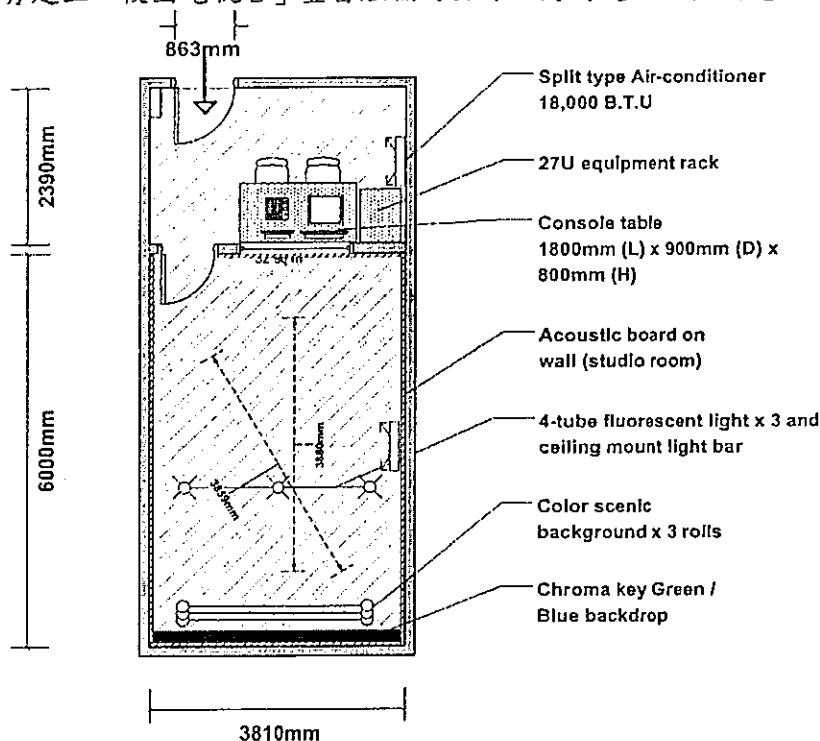 863mm
Split type Air-conditioner
18,000 B.T.U
2390mm
27U equipment rack
Console table
1800mm (L) x 900mm (D) x
800mm (H)
Acoustic board on
wall (studio room)
6000mm
3880mm
3859mm
4-tube fluorescent light x 3 and
ceiling mount light bar
Color scenic
background x 3 rolls
Chroma key Green /
Blue backdrop
3810mm